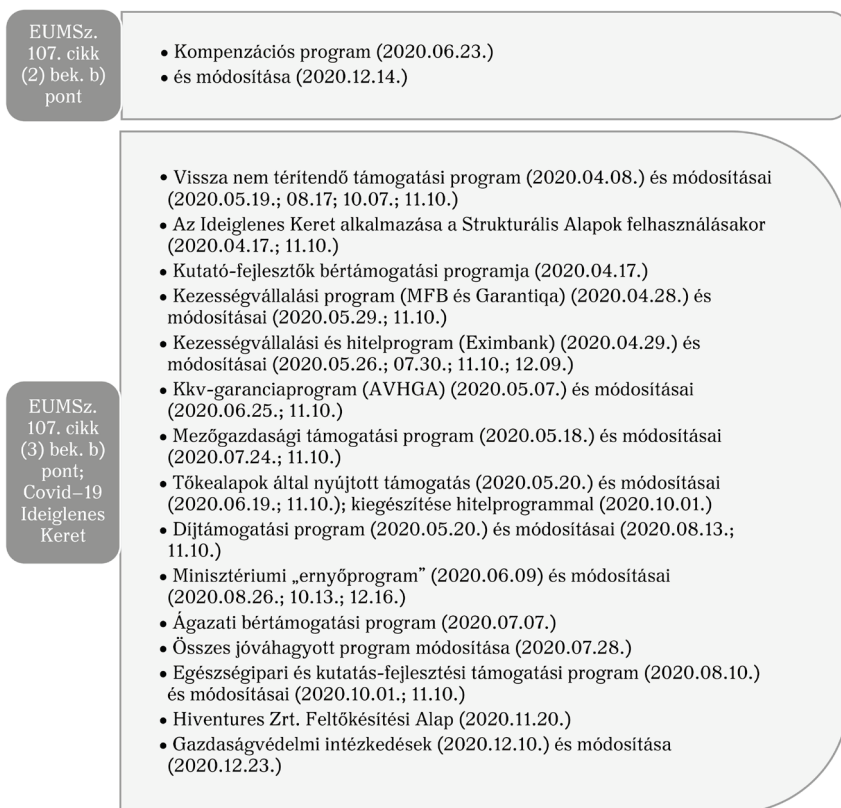 EUMSz.
107. cikk
(2) bek. b)
pont
• Kompenzációs program (2020.06.23.)
• és módosítása (2020.12.14.)
EUMSz.
107. cikk
(3) bek. b)
pont;
Covid–19
Ideiglenes
Keret
• Vissza nem térítendő támogatási program (2020.04.08.) és módosításai
(2020.05.19.; 08.17; 10.07.; 11.10.)
• Az Ideiglenes Keret alkalmazása a Strukturális Alapok felhasználásakor
(2020.04.17.; 11.10.)
• Kutató-fejlesztők bértámogatási programja (2020.04.17.)
• Kezességvállalási program (MFB és Garantiqa) (2020.04.28.) és
módosításai (2020.05.29.; 11.10.)
• Kezességvállalási és hitelprogram (Eximbank) (2020.04.29.) és
módosításai (2020.05.26.; 07.30.; 11.10.; 12.09.)
• Kkv-garanciaprogram (AVHGA) (2020.05.07.) és módosításai
(2020.06.25.; 11.10.)
• Mezőgazdasági támogatási program (2020.05.18.) és módosításai
(2020.07.24.; 11.10.)
• Tőkealapok által nyújtott támogatás (2020.05.20.) és módosításai
(2020.06.19.; 11.10.); kiegészítése hitelprogrammal (2020.10.01.)
• Díjtámogatási program (2020.05.20.) és módosításai (2020.08.13.;
11.10.)
• Minisztériumi „ernyőprogram” (2020.06.09) és módosításai
(2020.08.26.; 10.13.; 12.16.)
• Ágazati bértámogatási program (2020.07.07.)
• Összes jóváhagyott program módosítása (2020.07.28.)
• Egészségipari és kutatás-fejlesztési támogatási program (2020.08.10.)
és módosításai (2020.10.01.; 11.10.)
• Hiventures Zrt. Feltőkésítési Alap (2020.11.20.)
• Gazdaságvédelmi intézkedések (2020.12.10.) és módosítása
(2020.12.23.)